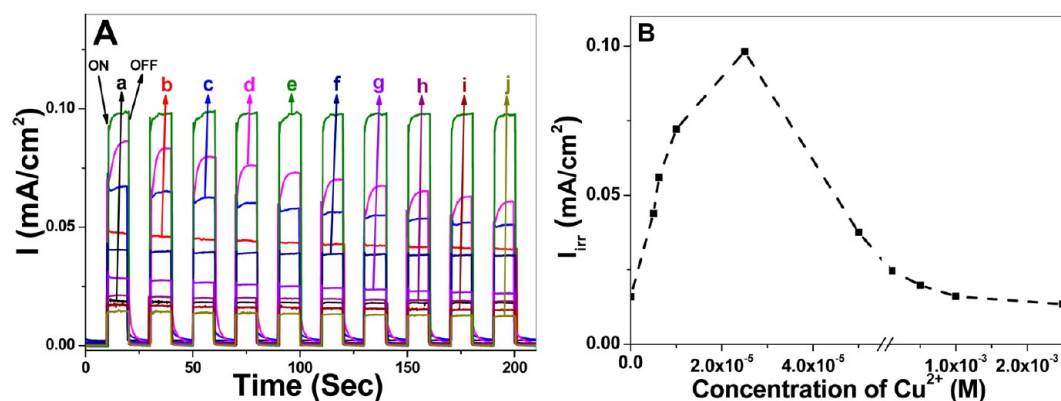 A
ON
OFF
a
b
c
d
e
f
g
h
i
j
0.10
0.05
0.00
I (mA/cm²)
0
50
100
150
200
Time (Sec)
B
0.10
0.05
0.00
I_irr (mA/cm²)
0.0
2.0x10⁻⁵
4.0x10⁻⁵
1.0x10⁻³
2.0x10⁻³
Concentration of Cu²⁺ (M)